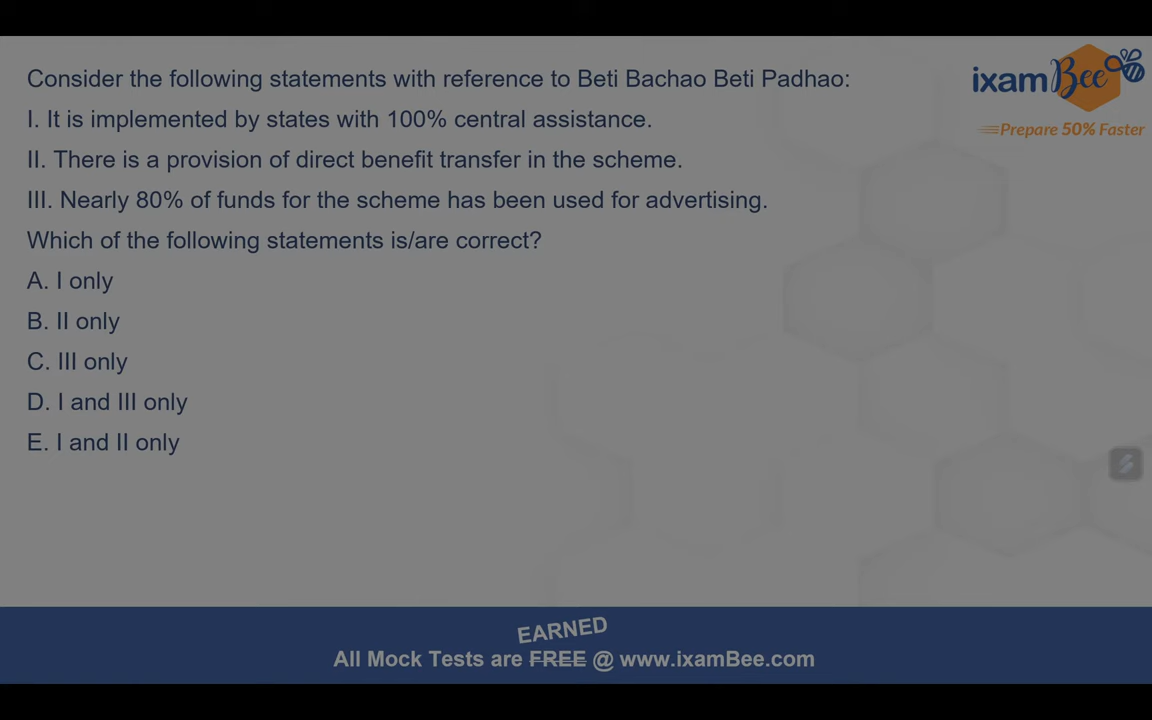 Consider the following statements with reference to Beti Bachao Beti Padhao:
I. It is implemented by states with 100% central assistance.
II. There is a provision of direct benefit transfer in the scheme.
III. Nearly 80% of funds for the scheme has been used for advertising.
Which of the following statements is/are correct?
A. I only
B. II only
C. III only
D. I and III only
E. I and II only
ixamBee
Prepare 50% Faster
EARNED
All Mock Tests are FREE @ www.ixamBee.com